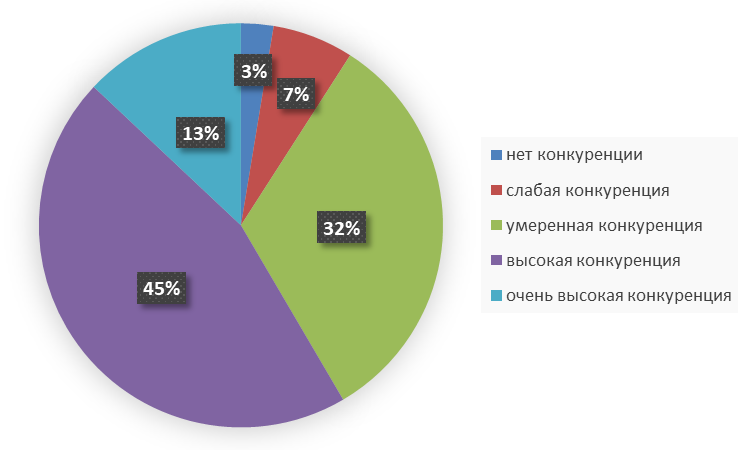 3%
7%
13%
32%
45%
нет конкуренции
слабая конкуренция
умеренная конкуренция
высокая конкуренция
очень высокая конкуренция